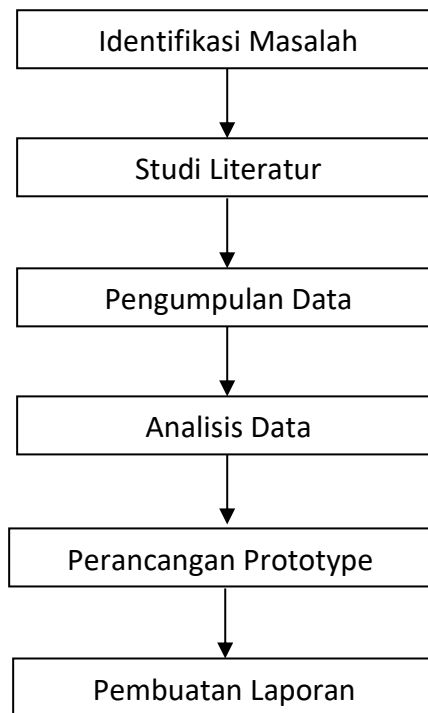 Identifikasi Masalah
Studi Literatur
Pengumpulan Data
Analisis Data
Perancangan Prototype
Pembuatan Laporan